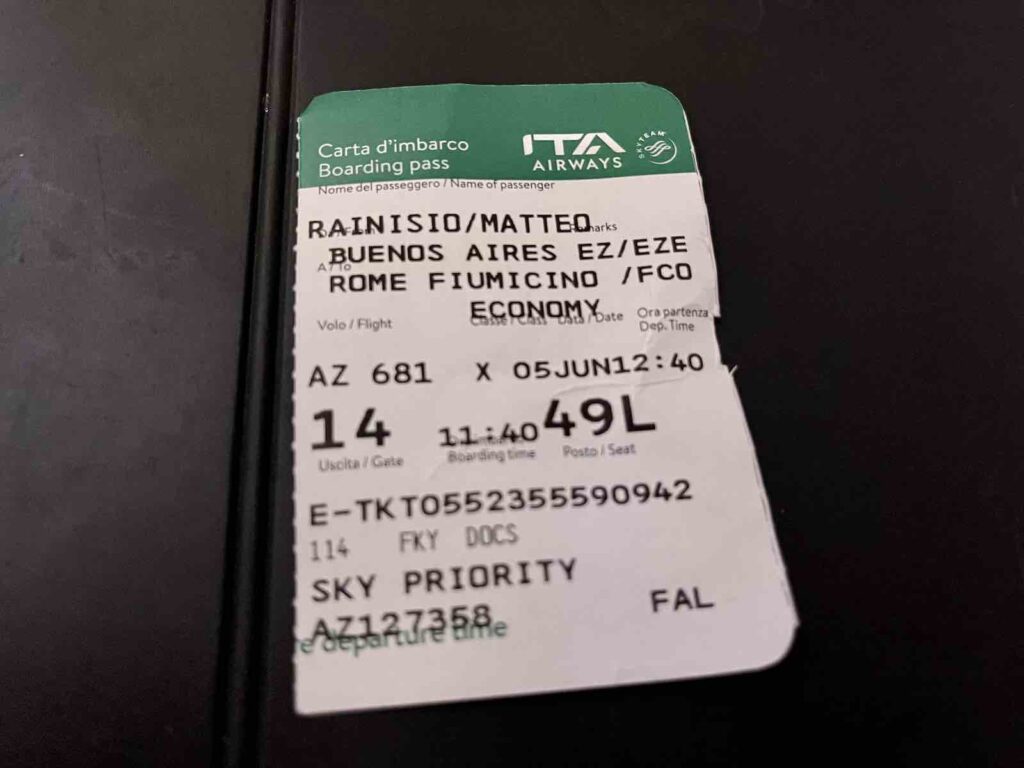 Carta d'imbarco
Boarding pass
ITA
AIRWAYS
SKYTEAM
Nome del passeggero / Name of passenger
RAINISIO/MATTEO
BUENOS AIRES EZ/EZE
A / To
ROME FIUMICINO /FCO
ECONOMY
Volo / Flight
Classe / Class
Data / Date
Ora partenza
Dep. Time
AZ 681 X 05JUN12:40
14 11:40 49L
Uscita / Gate
Boarding time
Posto / Seat
E-TKT0552355590942
114 FKY DOCS
SKY PRIORITY
AZ127358 FAL
e departure time